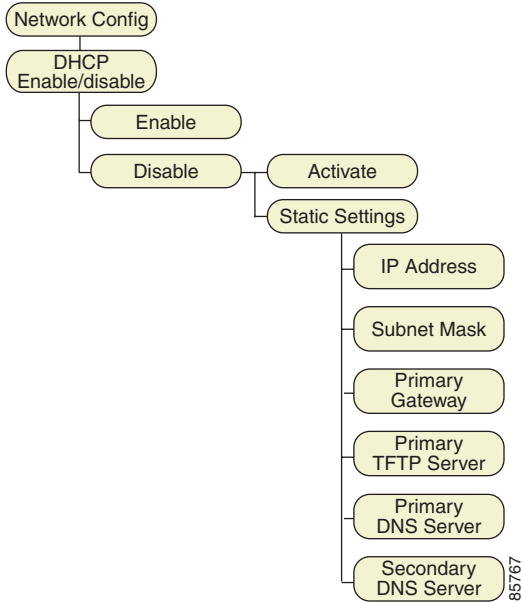 Network Config
DHCP
Enable/disable
Enable
Disable
Activate
Static Settings
IP Address
Subnet Mask
Primary
Gateway
Primary
TFTP Server
Primary
DNS Server
Secondary
DNS Server
85767